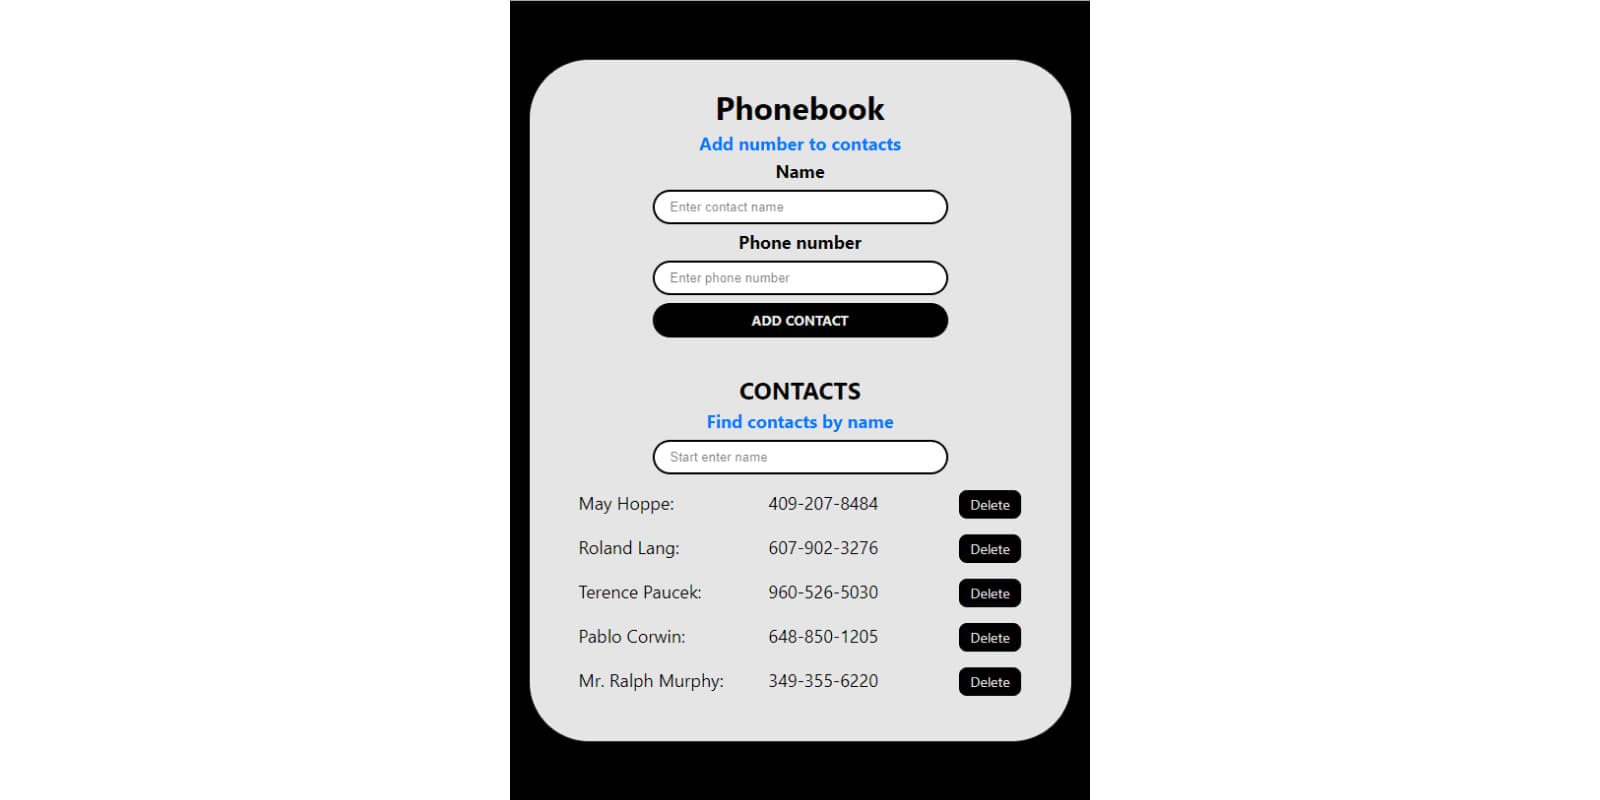 Phonebook
Add number to contacts
Name
Enter contact name
Phone number
Enter phone number
ADD CONTACT
CONTACTS
Find contacts by name
Start enter name
May Hoppe: 409-207-8484 Delete
Roland Lang: 607-902-3276 Delete
Terence Paucek: 960-526-5030 Delete
Pablo Corwin: 648-850-1205 Delete
Mr. Ralph Murphy: 349-355-6220 Delete